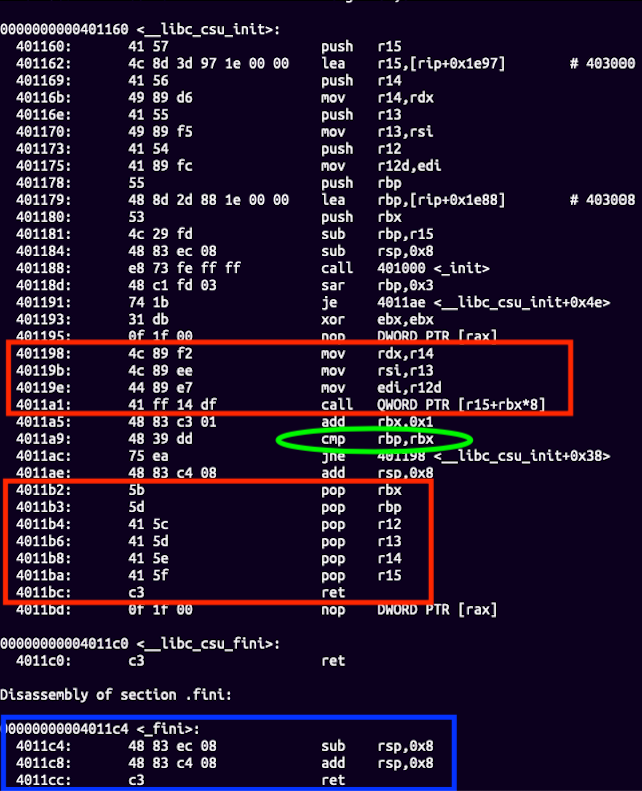 0000000000401160 <__libc_csu_init>:
401160: 41 57 push r15
401162: 4c 8d 3d 97 1e 00 00 lea r15,[rip+0x1e97] # 403000
401169: 41 56 push r14
40116b: 49 89 d6 mov r14,rdx
40116e: 41 55 push r13
401170: 49 89 f5 mov r13,rsi
401173: 41 54 push r12
401175: 41 89 fc mov r12d,edi
401178: 55 push rbp
401179: 48 8d 2d 88 1e 00 00 lea rbp,[rip+0x1e88] # 403008
401180: 53 push rbx
401181: 4c 29 fd sub rbp,r15
401184: 48 83 ec 08 sub rsp,0x8
401188: e8 73 fe ff ff call 401000 <_init>
40118d: 48 c1 fd 03 sar rbp,0x3
401191: 74 1b je 4011ae <__libc_csu_init+0x4e>
401193: 31 db xor ebx,ebx
401195: 0f 1f 00 nop DWORD PTR [rax]
401198: 4c 89 f2 mov rdx,r14
40119b: 4c 89 ee mov rsi,r13
40119e: 44 89 e7 mov edi,r12d
4011a1: 41 ff 14 df call QWORD PTR [r15+rbx*8]
4011a5: 48 83 c3 01 add rbx,0x1
4011a9: 48 39 dd cmp rbp,rbx
4011ac: 75 ea jne 401198 <__libc_csu_init+0x38>
4011ae: 48 83 c4 08 add rsp,0x8
4011b2: 5b pop rbx
4011b3: 5d pop rbp
4011b4: 41 5c pop r12
4011b6: 41 5d pop r13
4011b8: 41 5e pop r14
4011ba: 41 5f pop r15
4011bc: c3 ret
4011bd: 0f 1f 00 nop DWORD PTR [rax]
00000000004011c0 <__libc_csu_fini>:
4011c0: c3 ret
Disassembly of section .fini:
00000000004011c4 <_fini>:
4011c4: 48 83 ec 08 sub rsp,0x8
4011c8: 48 83 c4 08 add rsp,0x8
4011cc: c3 ret